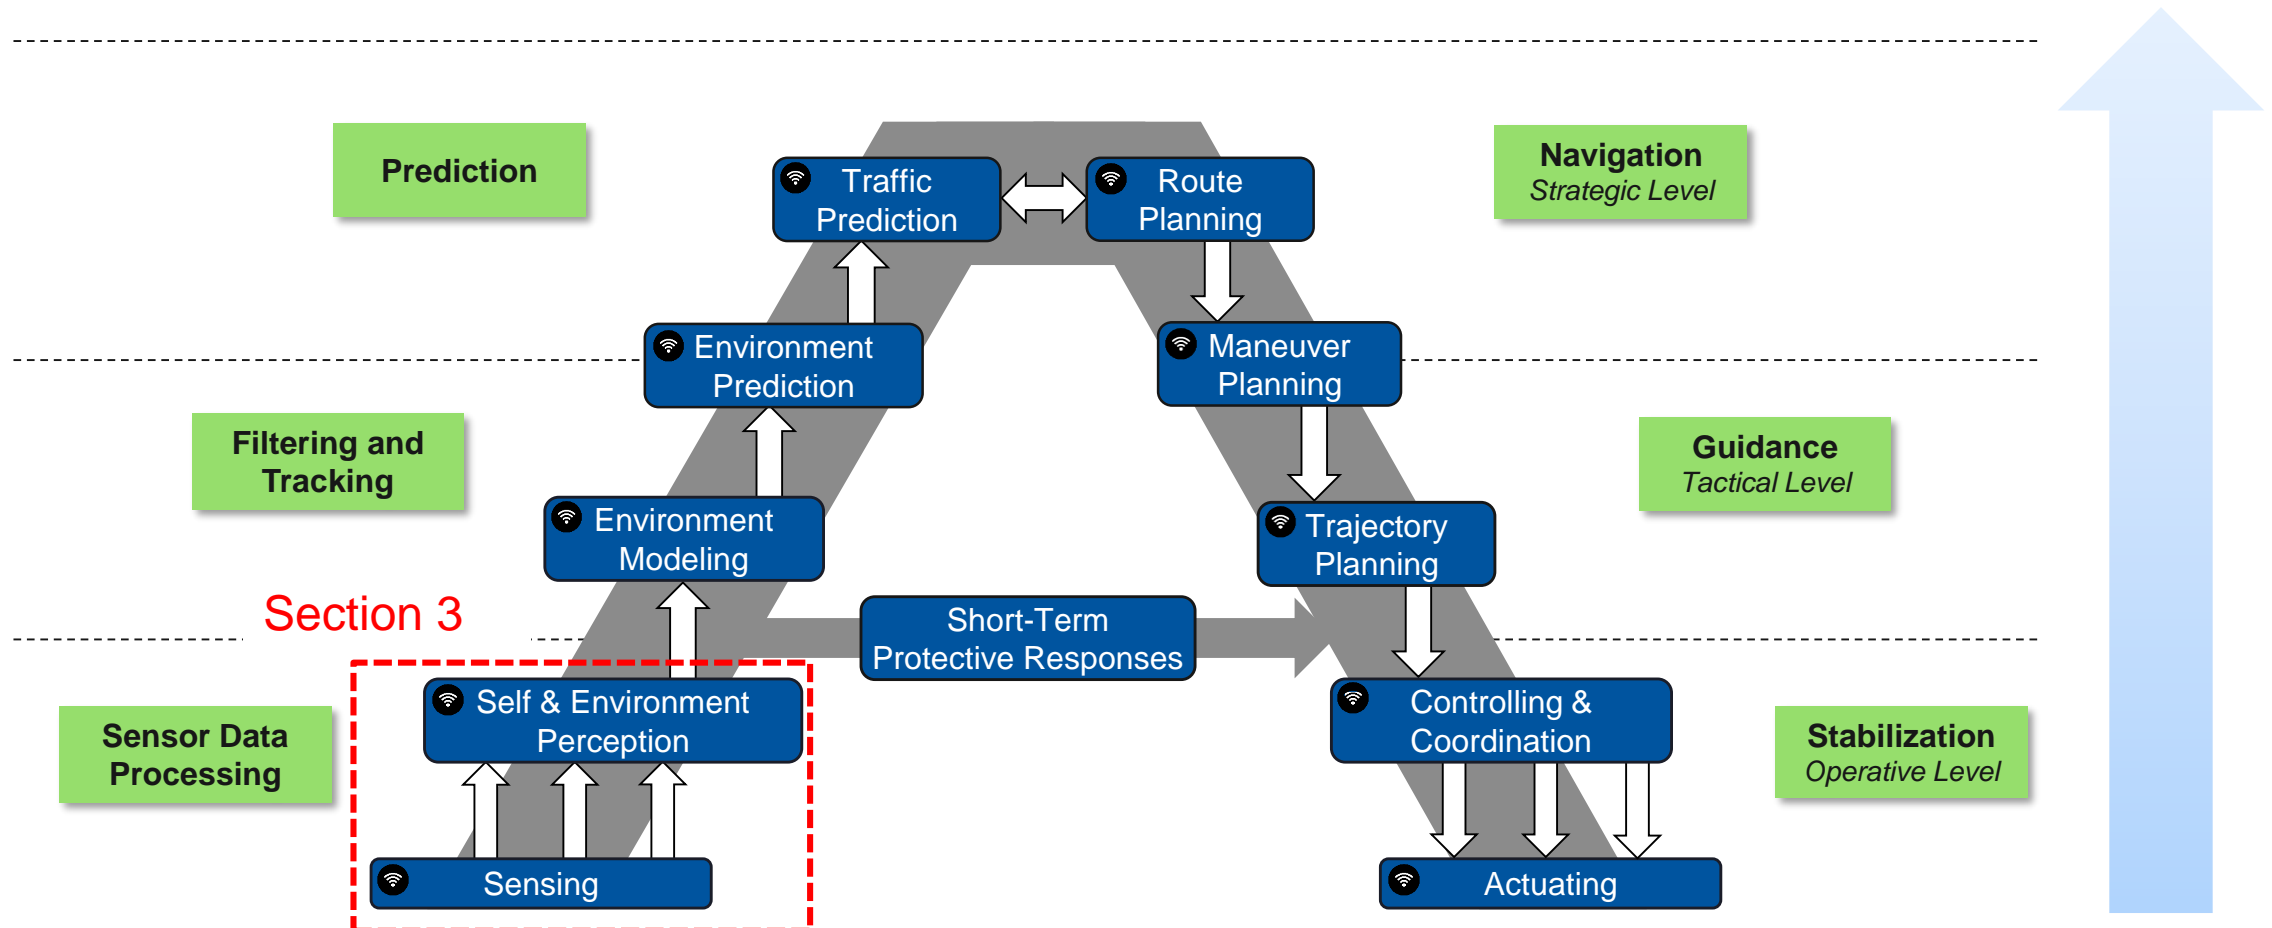 Prediction
Traffic
Prediction
Route
Planning
Navigation
Strategic Level
Environment
Prediction
Maneuver
Planning
Filtering and
Tracking
Guidance
Tactical Level
Environment
Modeling
Trajectory
Planning
Section 3
Short-Term
Protective Responses
Self & Environment
Perception
Controlling &
Coordination
Sensor Data
Processing
Stabilization
Operative Level
Sensing
Actuating